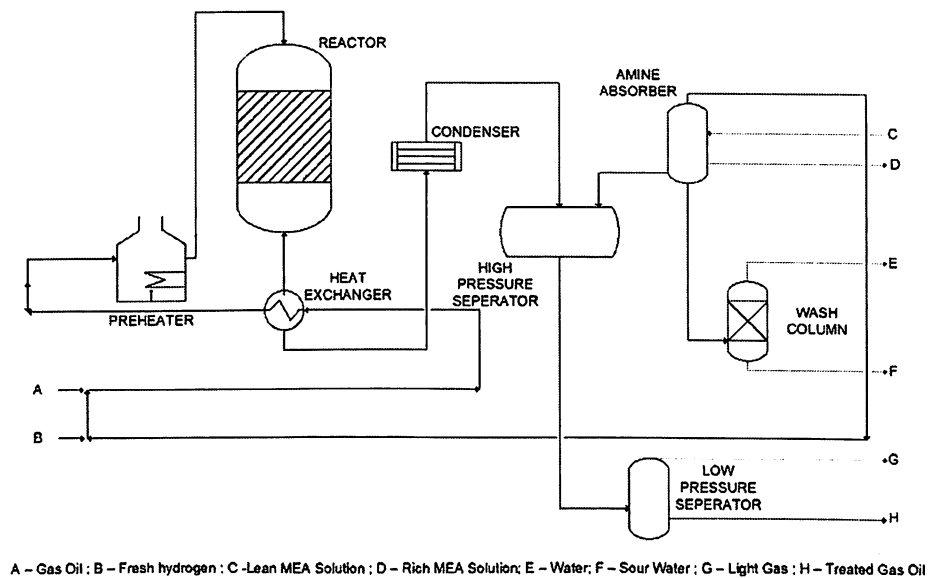 REACTOR
AMINE
ABSORBER
CONDENSER
C
D
HEAT
EXCHANGER
HIGH
PRESSURE
SEPERATOR
E
PREHEATER
WASH
COLUMN
F
A
B
G
LOW
PRESSURE
SEPERATOR
H
A – Gas Oil ; B – Fresh hydrogen ; C -Lean MEA Solution ; D – Rich MEA Solution; E – Water; F – Sour Water ; G – Light Gas ; H – Treated Gas Oil